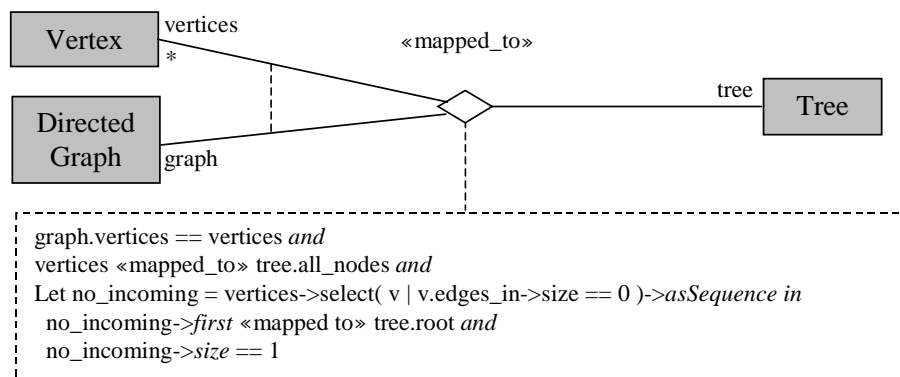 vertices
Vertex
*
«mapped_to»
tree
Tree
Directed
Graph
graph
graph.vertices == vertices and
vertices «mapped_to» tree.all_nodes and
Let no_incoming = vertices->select( v | v.edges_in->size == 0 )->asSequence in
no_incoming->first «mapped to» tree.root and
no_incoming->size == 1